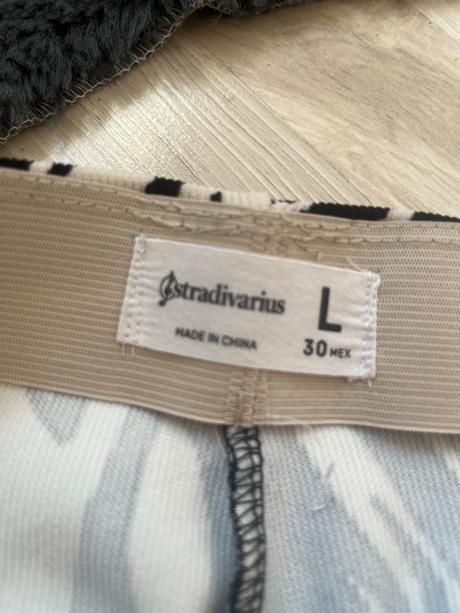 stradivarius
L
MADE IN CHINA
30 MEX